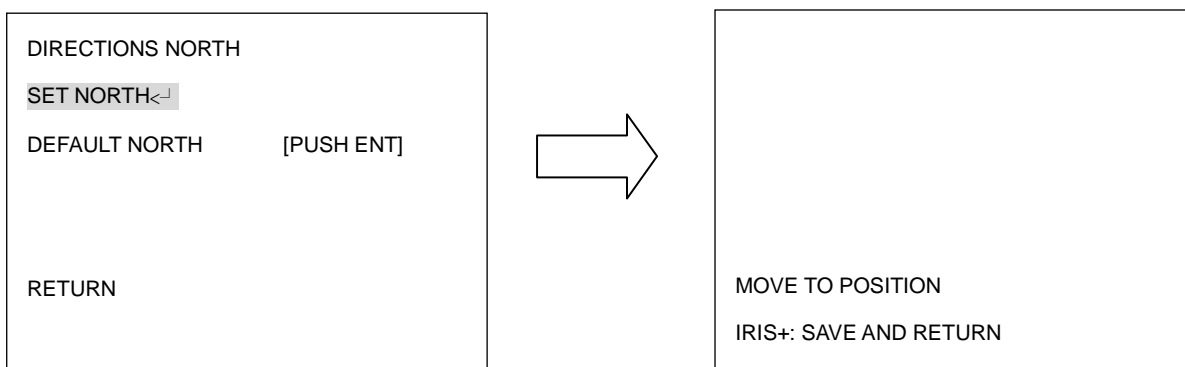 DIRECTIONS NORTH
SET NORTH<┘
DEFAULT NORTH [PUSH ENT]
RETURN
MOVE TO POSITION
IRIS+: SAVE AND RETURN